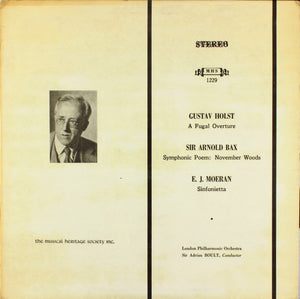 STEREO
MHS
1229
GUSTAV HOLST
A Fugal Overture
SIR ARNOLD BAX
Symphonic Poem: November Woods
E. J. MOERAN
Sinfonietta
the musical heritage society inc.
London Philharmonic Orchestra
Sir Adrian BOULT, Conductor